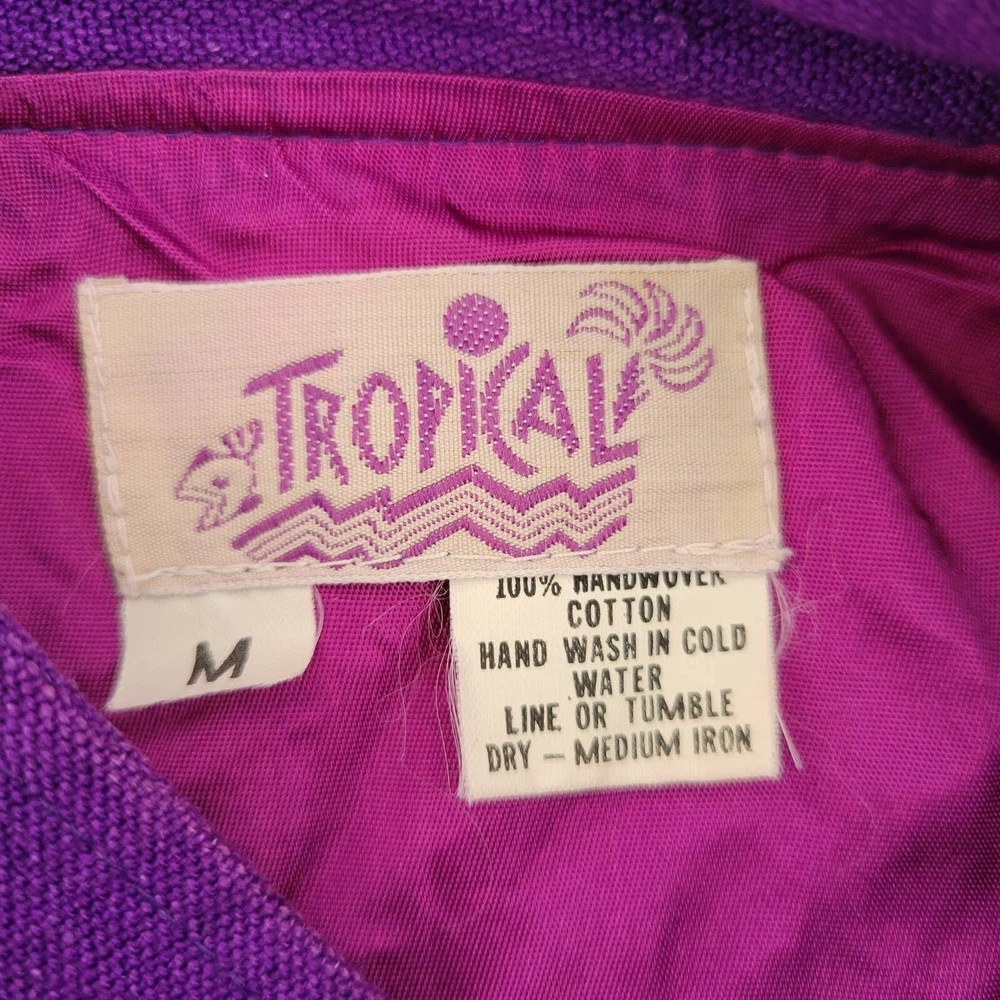 TROPICAL
M
100% HANDWOVEN
COTTON
HAND WASH IN COLD
WATER
LINE OR TUMBLE
DRY – MEDIUM IRON